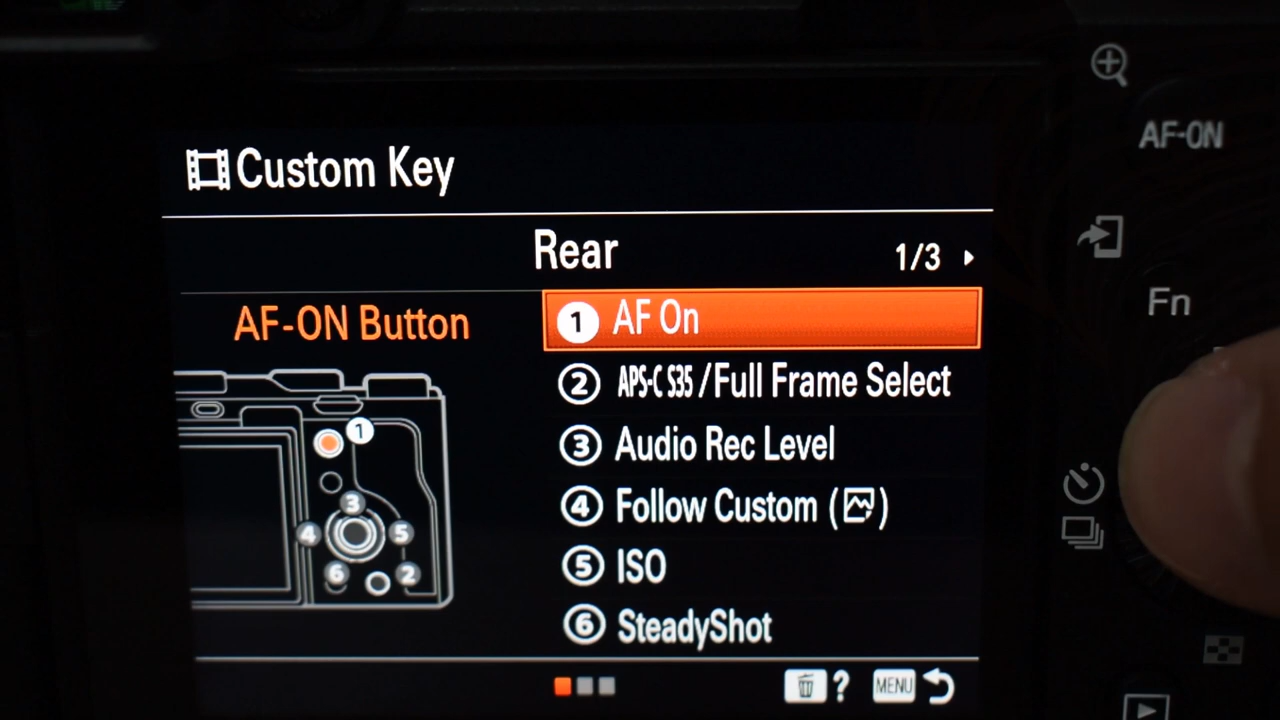 Custom Key
Rear 1/3
AF-ON Button
1 AF On
2 APS-C S35 /Full Frame Select
3 Audio Rec Level
4 Follow Custom ( )
5 ISO
6 SteadyShot
1
3
4 5
6 2
? MENU
AF-ON
Fn